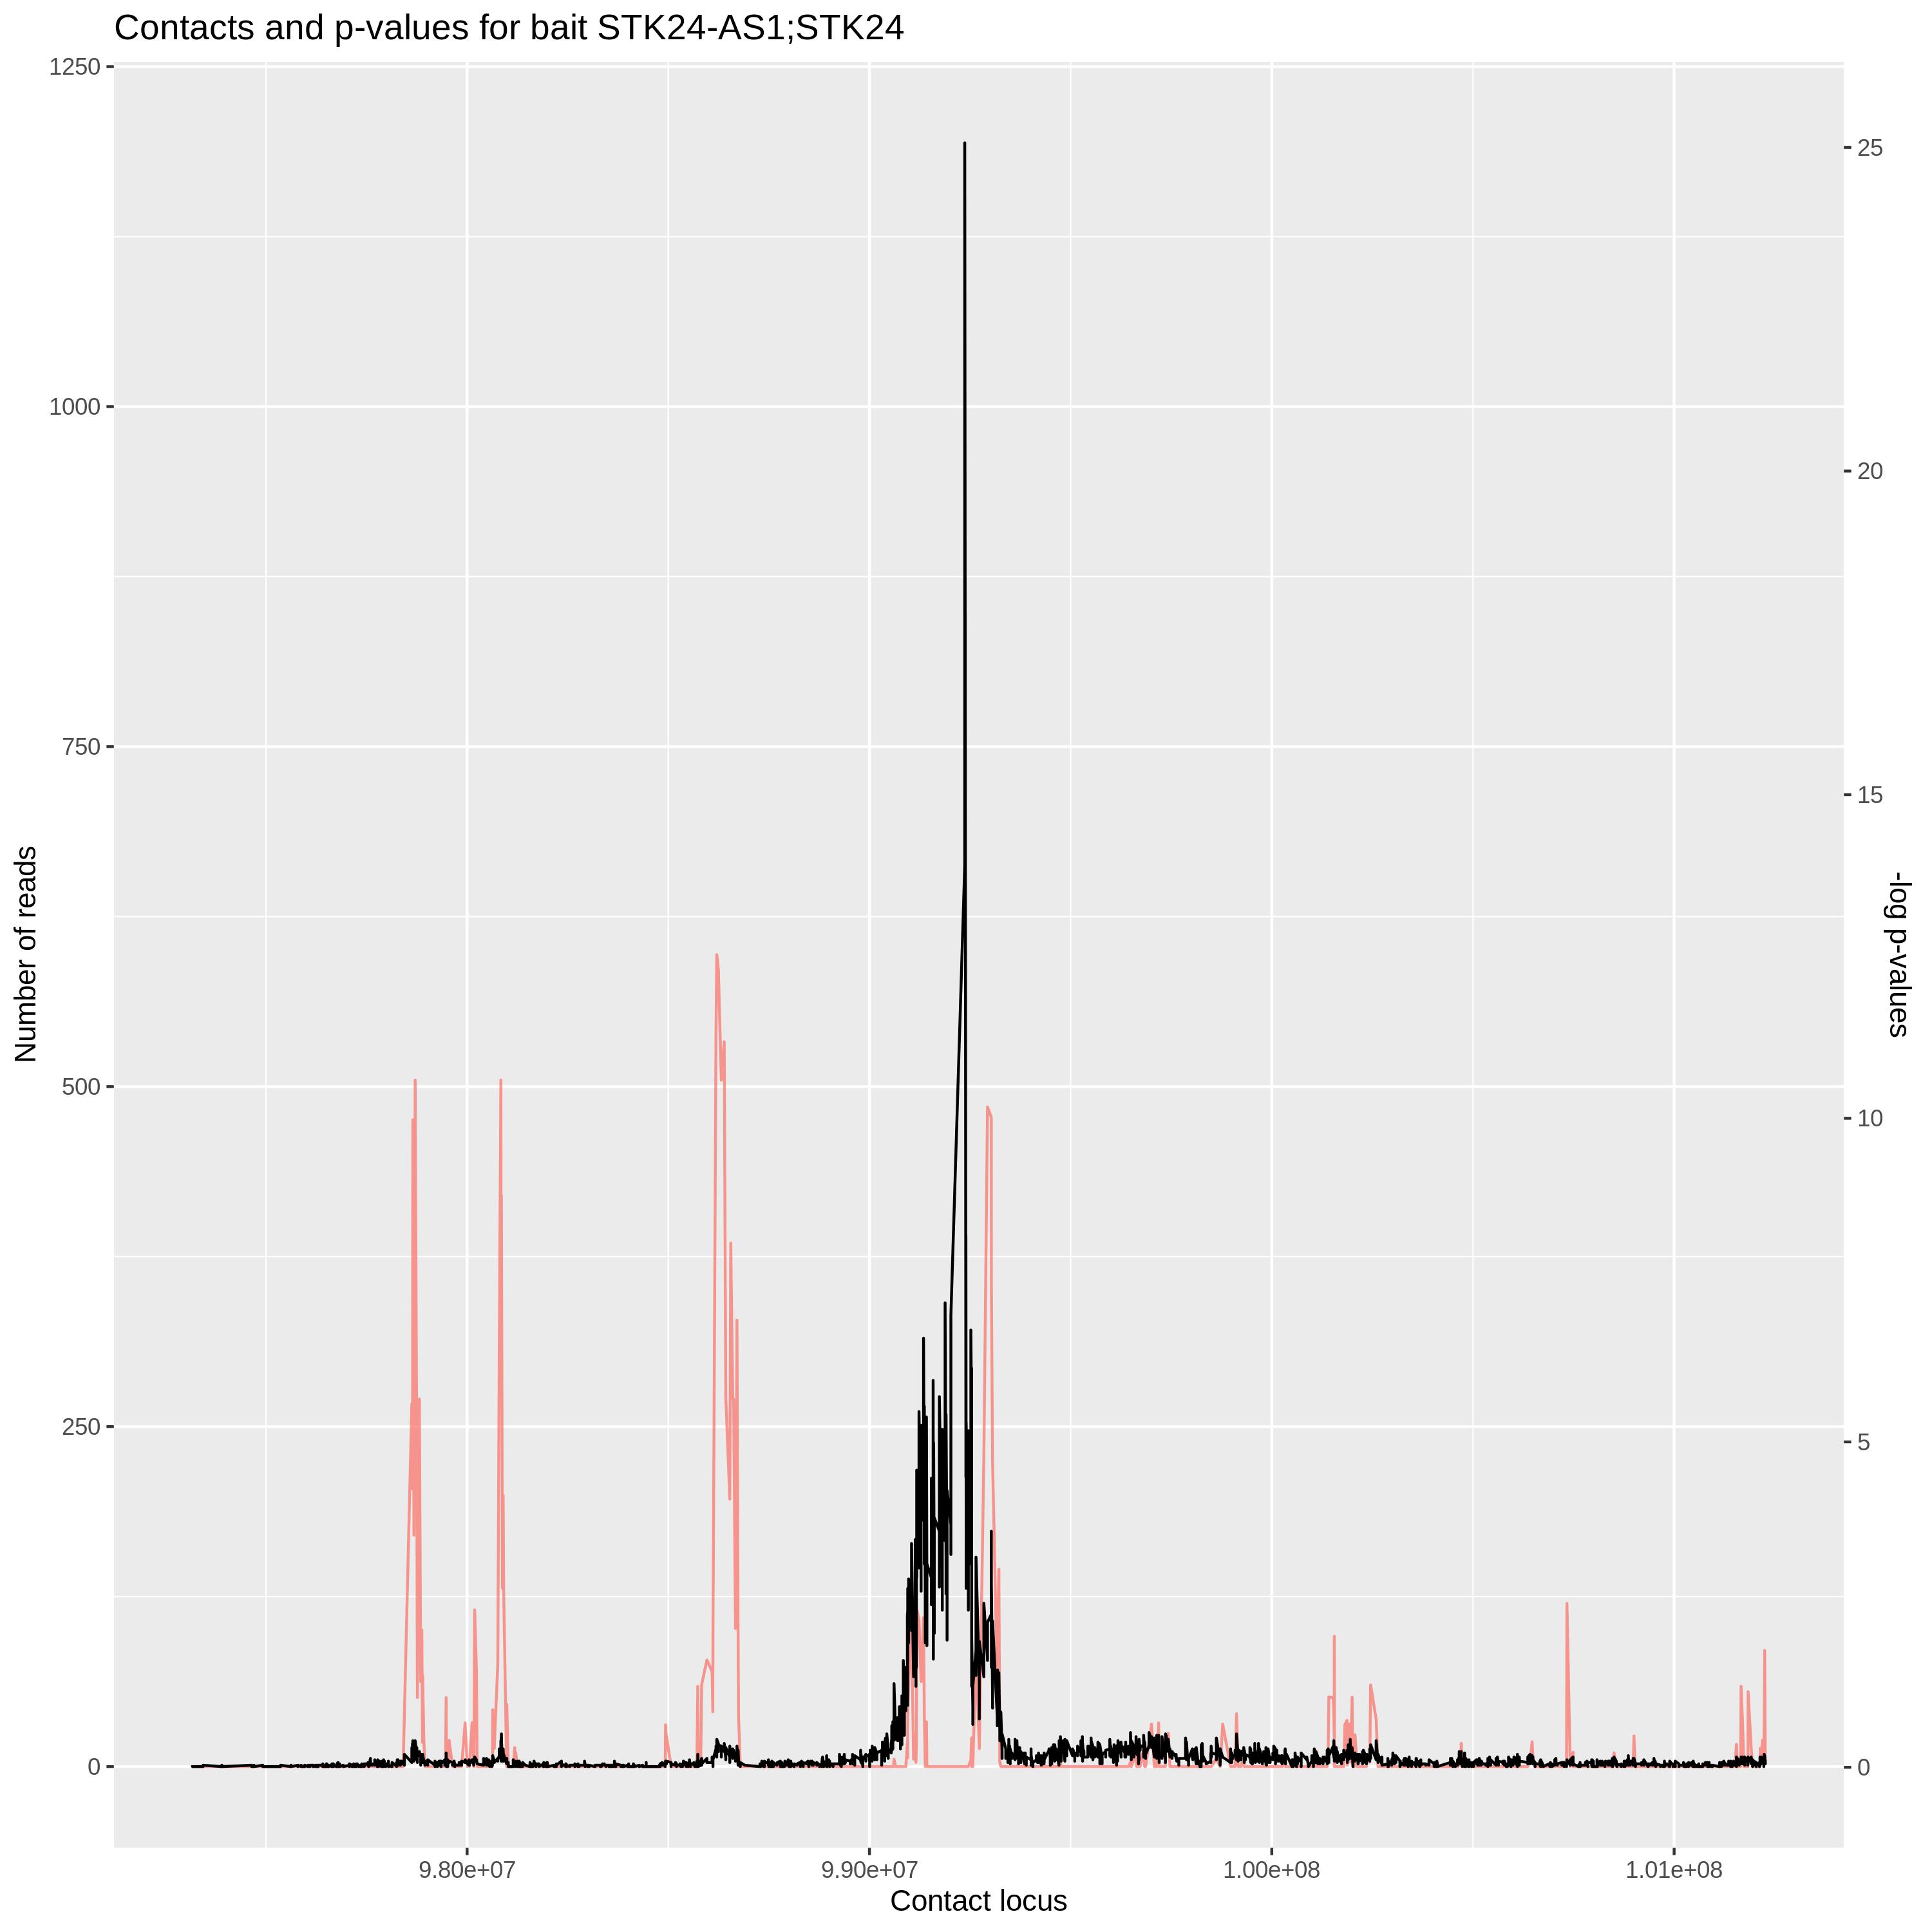 Contacts and p-values for bait STK24-AS1;STK24
1250
1000
750
500
250
0
Number of reads
25
20
15
10
5
0
-log p-values
9.80e+07
9.90e+07
1.00e+08
1.01e+08
Contact locus